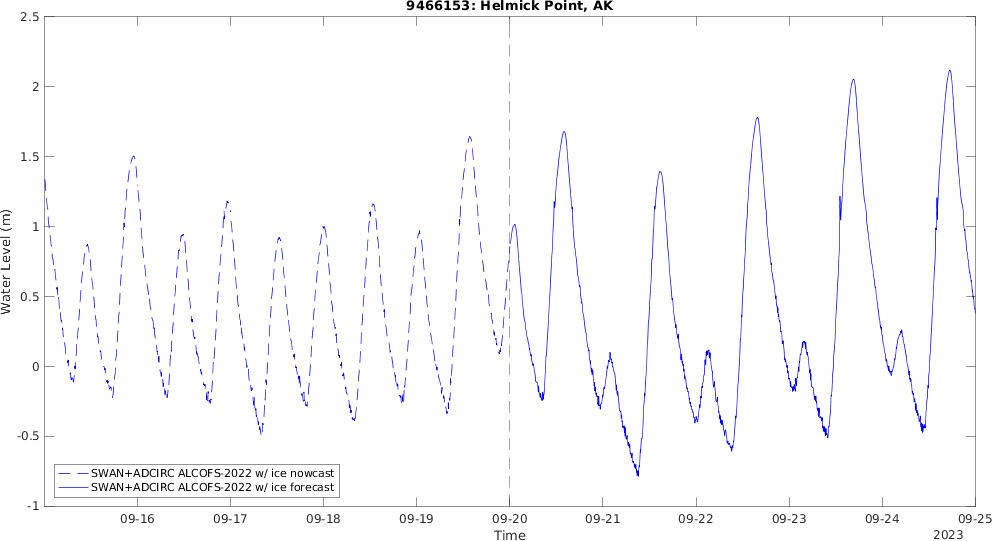 9466153: Helmick Point, AK
Water Level (m)
2.5
2
1.5
1
0.5
0
-0.5
-1
SWAN+ADCIRC ALCOFS-2022 w/ ice nowcast
SWAN+ADCIRC ALCOFS-2022 w/ ice forecast
09-16 09-17 09-18 09-19 09-20 09-21 09-22 09-23 09-24 09-25
Time
2023